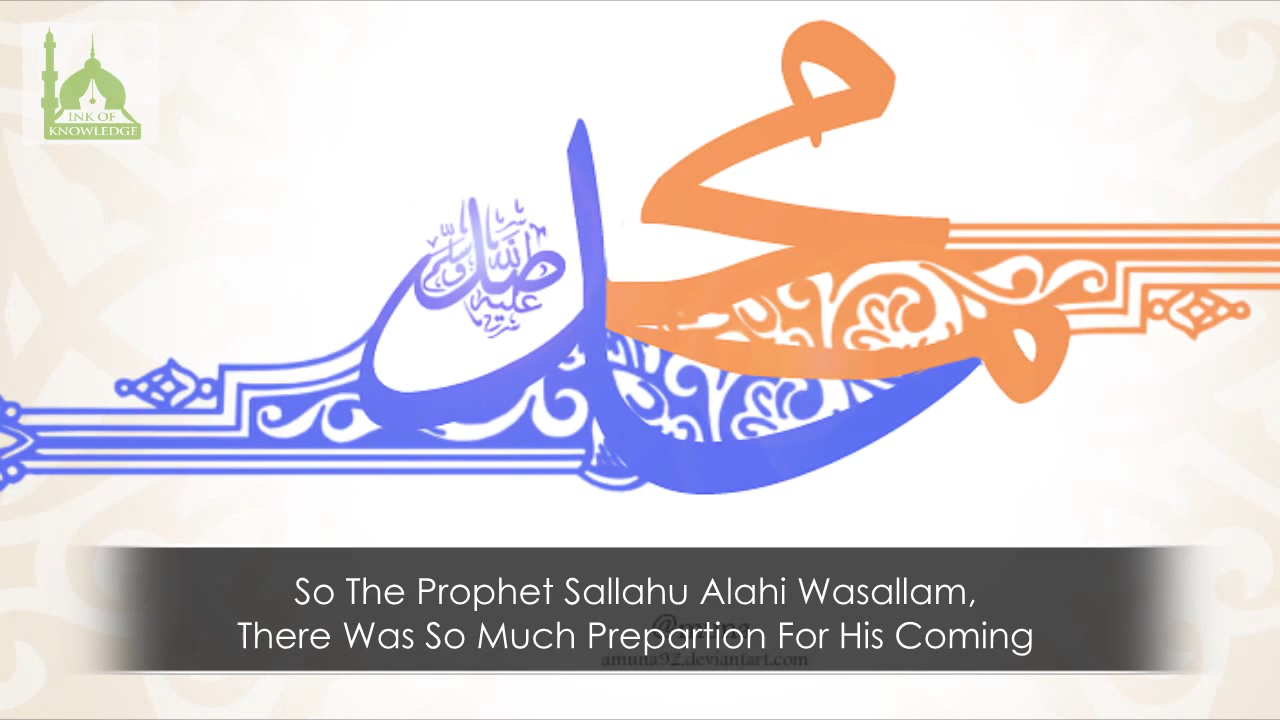 INK OF
KNOWLEDGE
محمد
صلى الله عليه وسلم
So The Prophet Sallahu Alahi Wasallam,
There Was So Much Prepartion For His Coming
amuna92.deviantart.com